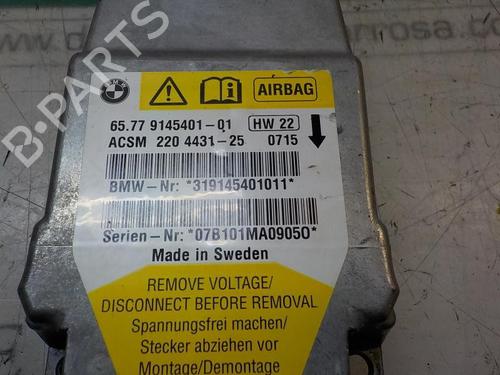 B-PARTS
BMW
AIRBAG
65.77 9145401-01 HW 22
ACSM 220 4431-25 0715
BMW-Nr: *319145401011*
Serien-Nr: *07B101MA09050*
Made in Sweden
REMOVE VOLTAGE/
DISCONNECT BEFORE REMOVAL
Spannungsfrei machen/
Stecker abziehen vor
Montage/Demontage